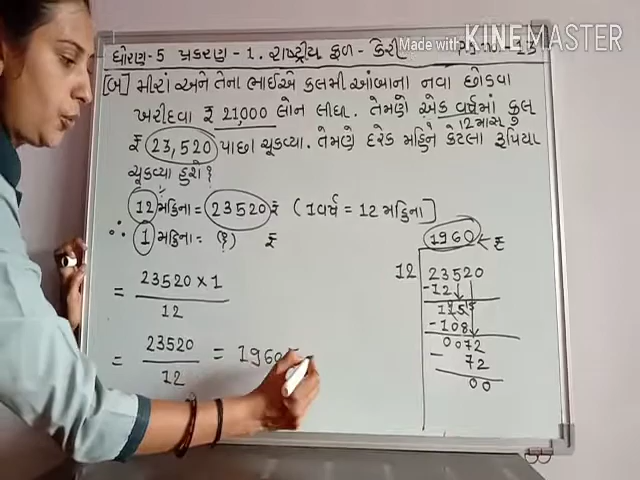 ધોરણ-5 પ્રકરણ - 1. રાષ્ટ્રીય ફળ - કેરી P.g no - 13
Made with KINEMASTER
[બ] મીરાં અને તેના ભાઈએ કલમી આંબાના નવા છોડવા
ખરીદવા ₹ 21,000 લોન લીધા. તેમણે એક વર્ષમાં કુલ
12 માસ
₹ 23,520 પાછા ચૂકવ્યા. તેમણે દરેક મહિને કેટલા રૂપિયા
ચૂકવ્યા હશે?
12 મહિના = 23520 ₹ (1 વર્ષ = 12 મહિના]
∴ 1 મહિના = (?) ₹
= 23520 × 1
12
= 23520
12
= 1960
1960 ← ₹
12 23520
- 12
115
- 108
0072
- 72
00